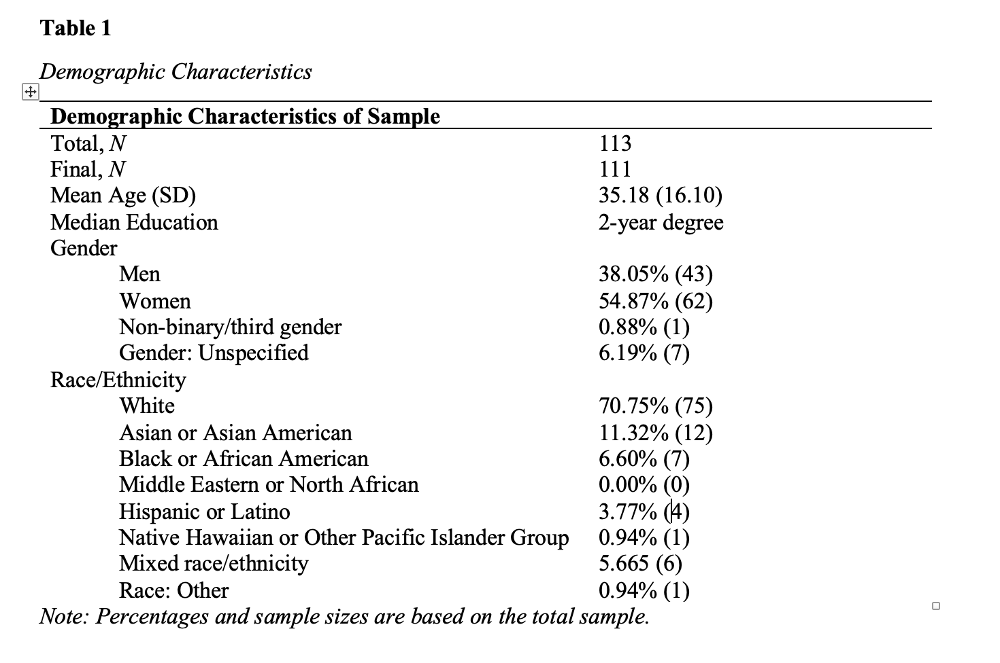 Table 1
Demographic Characteristics
Demographic Characteristics of Sample
Total, N 113
Final, N 111
Mean Age (SD) 35.18 (16.10)
Median Education 2-year degree
Gender
Men 38.05% (43)
Women 54.87% (62)
Non-binary/third gender 0.88% (1)
Gender: Unspecified 6.19% (7)
Race/Ethnicity
White 70.75% (75)
Asian or Asian American 11.32% (12)
Black or African American 6.60% (7)
Middle Eastern or North African 0.00% (0)
Hispanic or Latino 3.77% (4)
Native Hawaiian or Other Pacific Islander Group 0.94% (1)
Mixed race/ethnicity 5.665 (6)
Race: Other 0.94% (1)
Note: Percentages and sample sizes are based on the total sample.